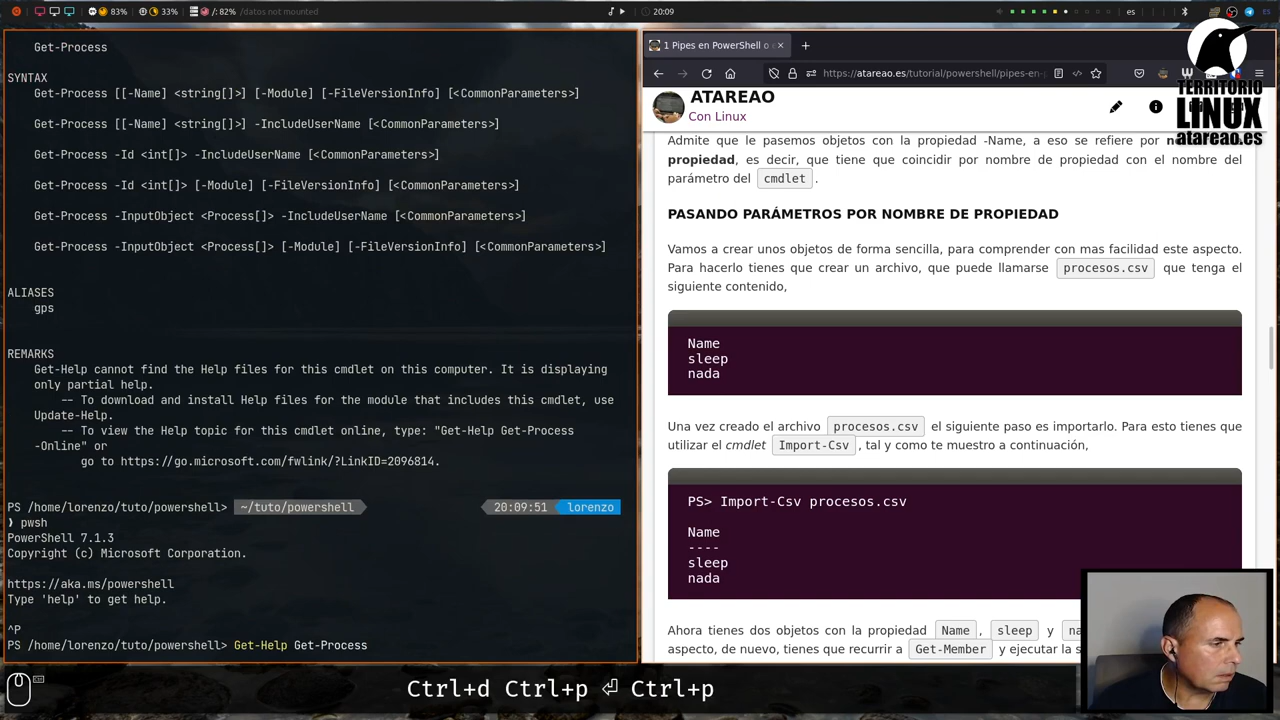 83%
33%
/: 82%
/datos not mounted
20:09
es
ES
Get-Process
SYNTAX
Get-Process [[-Name] <string[]>] [-Module] [-FileVersionInfo] [<CommonParameters>]
Get-Process [[-Name] <string[]>] -IncludeUserName [<CommonParameters>]
Get-Process -Id <int[]> -IncludeUserName [<CommonParameters>]
Get-Process -Id <int[]> [-Module] [-FileVersionInfo] [<CommonParameters>]
Get-Process -InputObject <Process[]> -IncludeUserName [<CommonParameters>]
Get-Process -InputObject <Process[]> [-Module] [-FileVersionInfo] [<CommonParameters>]
ALIASES
gps
REMARKS
Get-Help cannot find the Help files for this cmdlet on this computer. It is displaying
only partial help.
-- To download and install Help files for the module that includes this cmdlet, use
Update-Help.
-- To view the Help topic for this cmdlet online, type: "Get-Help Get-Process
-Online" or
go to https://go.microsoft.com/fwlink/?LinkID=2096814.
PS /home/lorenzo/tuto/powershell> ~/tuto/powershell 20:09:51 lorenzo
❯ pwsh
PowerShell 7.1.3
Copyright (c) Microsoft Corporation.
https://aka.ms/powershell
Type 'help' to get help.
^P
PS /home/lorenzo/tuto/powershell> Get-Help Get-Process
1 Pipes en PowerShell o
https://atareao.es/tutorial/powershell/pipes-en-
TERRITORIO
LINUX
atareao.es
ATAREAO
Con Linux
Admite que le pasemos objetos con la propiedad -Name, a eso se refiere por
propiedad, es decir, que tiene que coincidir por nombre de propiedad con el nombre del
parámetro del cmdlet .
PASANDO PARÁMETROS POR NOMBRE DE PROPIEDAD
Vamos a crear unos objetos de forma sencilla, para comprender con mas facilidad este aspecto.
Para hacerlo tienes que crear un archivo, que puede llamarse procesos.csv que tenga el
siguiente contenido,
Name
sleep
nada
Una vez creado el archivo procesos.csv el siguiente paso es importarlo. Para esto tienes que
utilizar el cmdlet Import-Csv , tal y como te muestro a continuación,
PS> Import-Csv procesos.csv
Name
----
sleep
nada
Ahora tienes dos objetos con la propiedad Name , sleep y
aspecto, de nuevo, tienes que recurrir a Get-Member y ejecutar la
Ctrl+d Ctrl+p ⏎ Ctrl+p
Ctrl